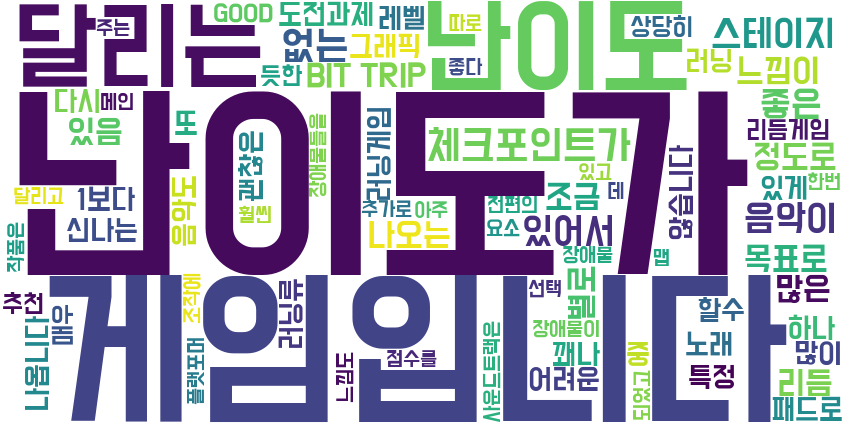 달리는
주는
GOOD
도전과제
레벨
따로
난이도
상당히
스테이지
없는
그래픽
좋다
러닝
느낌이
듯한
BIT TRIP
다시
메인
또
있음
난이도가
괜찮은
장애물들을
러닝게임
체크포인트가
좋은
리듬게임
정도로
있고
있게
한번
달리고
1보다
음악도
훨씬
추가로
아주
전편의
조금
데
않습니다
음악이
신나는
나오는
요소
있어서
작품은
장애물
맵
목표로
게임입니다
추천
조작에
러닝류
별로
선택
많은
할수
나옵니다
맘
아
장애물이
하나
플랫포머
느낌도
점수를
사운드트랙은
꽤나
어려운
되었고
중
노래
특정
많이
리듬
패드로